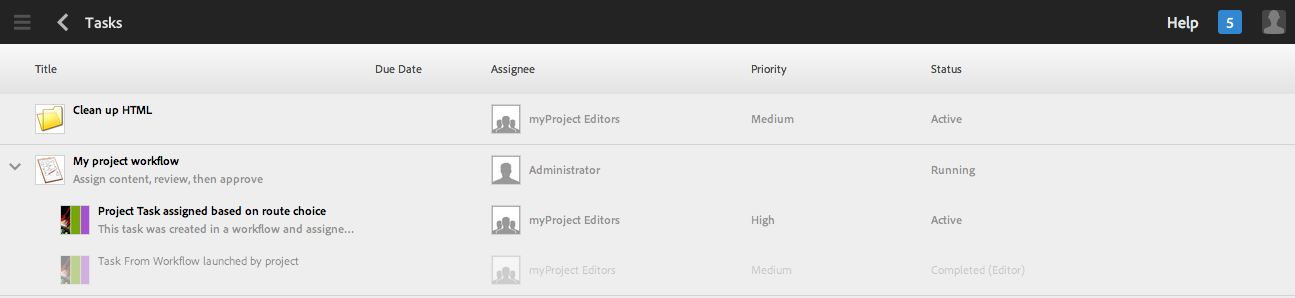 Tasks Help 5
Title Due Date Assignee Priority Status
Clean up HTML myProject Editors Medium Active
My project workflow
Assign content, review, then approve Administrator Running
Project Task assigned based on route choice
This task was created in a workflow and assigne... myProject Editors High Active
Task From Workflow launched by project myProject Editors Medium Completed (Editor)